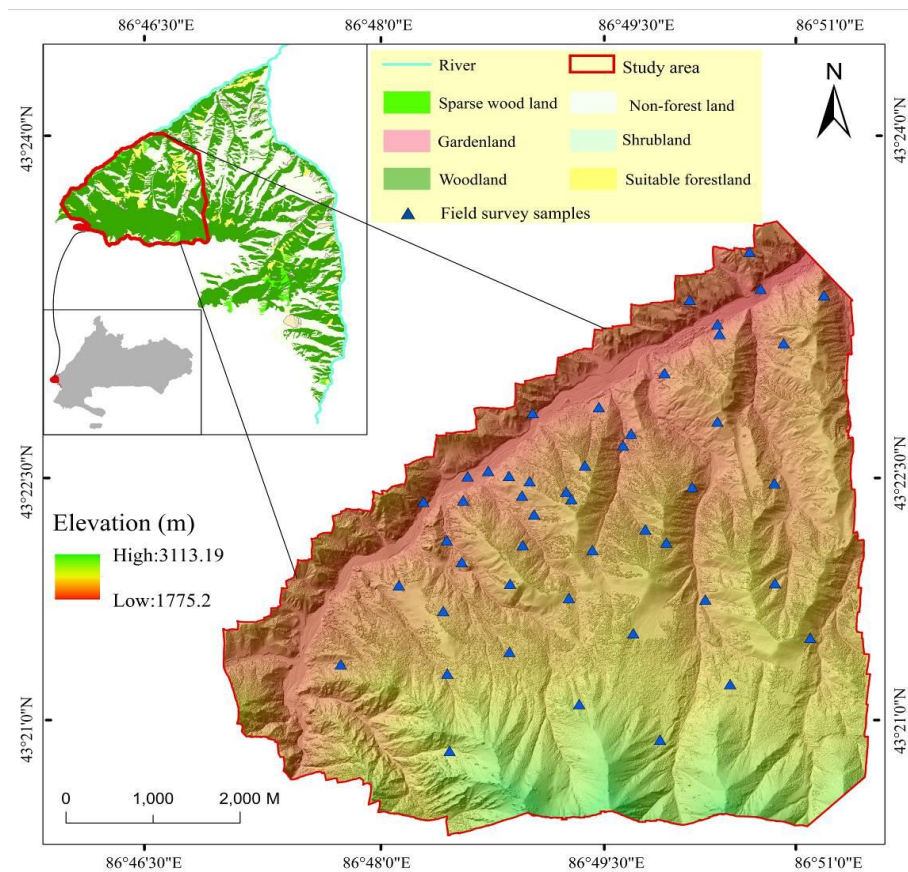 86°46'30"E 86°48'0"E 86°49'30"E 86°51'0"E
River
Study area
N
Sparse wood land
Non-forest land
Gardenland
Shrubland
Woodland
Suitable forestland
Field survey samples
43°24'0"N
43°24'0"N
43°22'30"N
43°22'30"N
Elevation (m)
High:3113.19
Low:1775.2
43°21'0"N
43°21'0"N
0 1,000 2,000 M
86°46'30"E 86°48'0"E 86°49'30"E 86°51'0"E